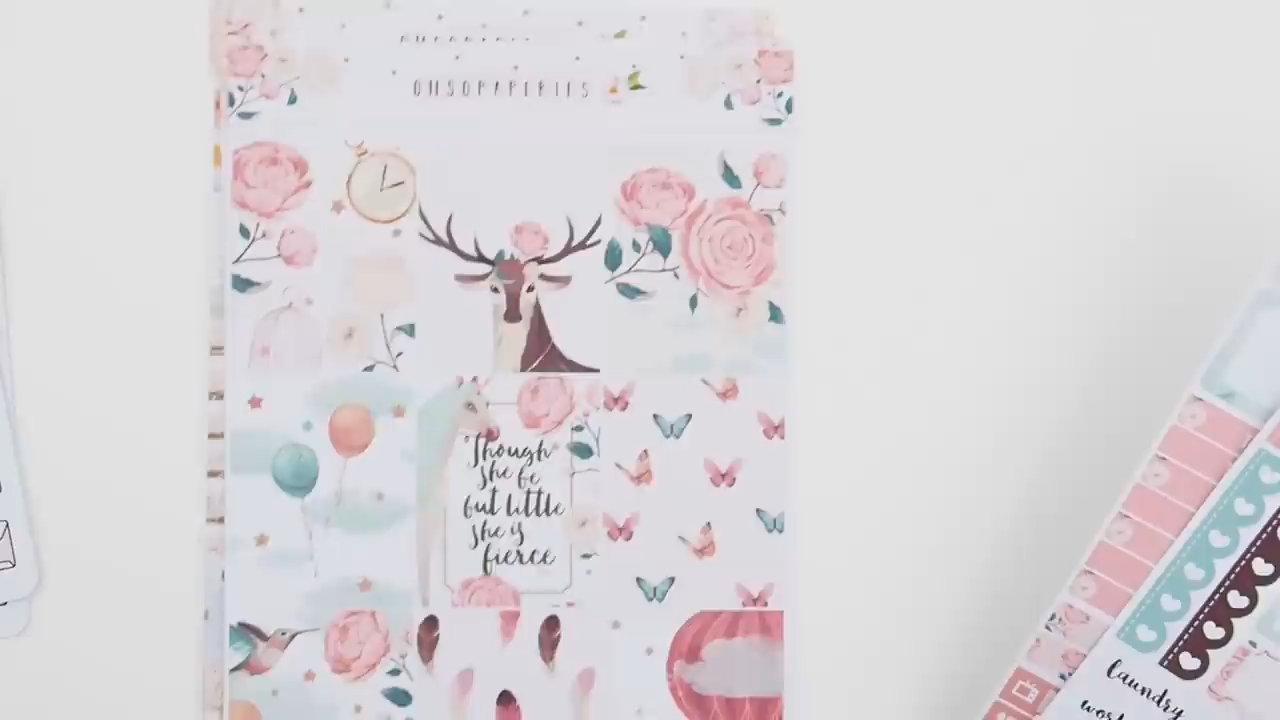 OHSOPAPERIES
Though
she be
but little
she is
fierce
laundry